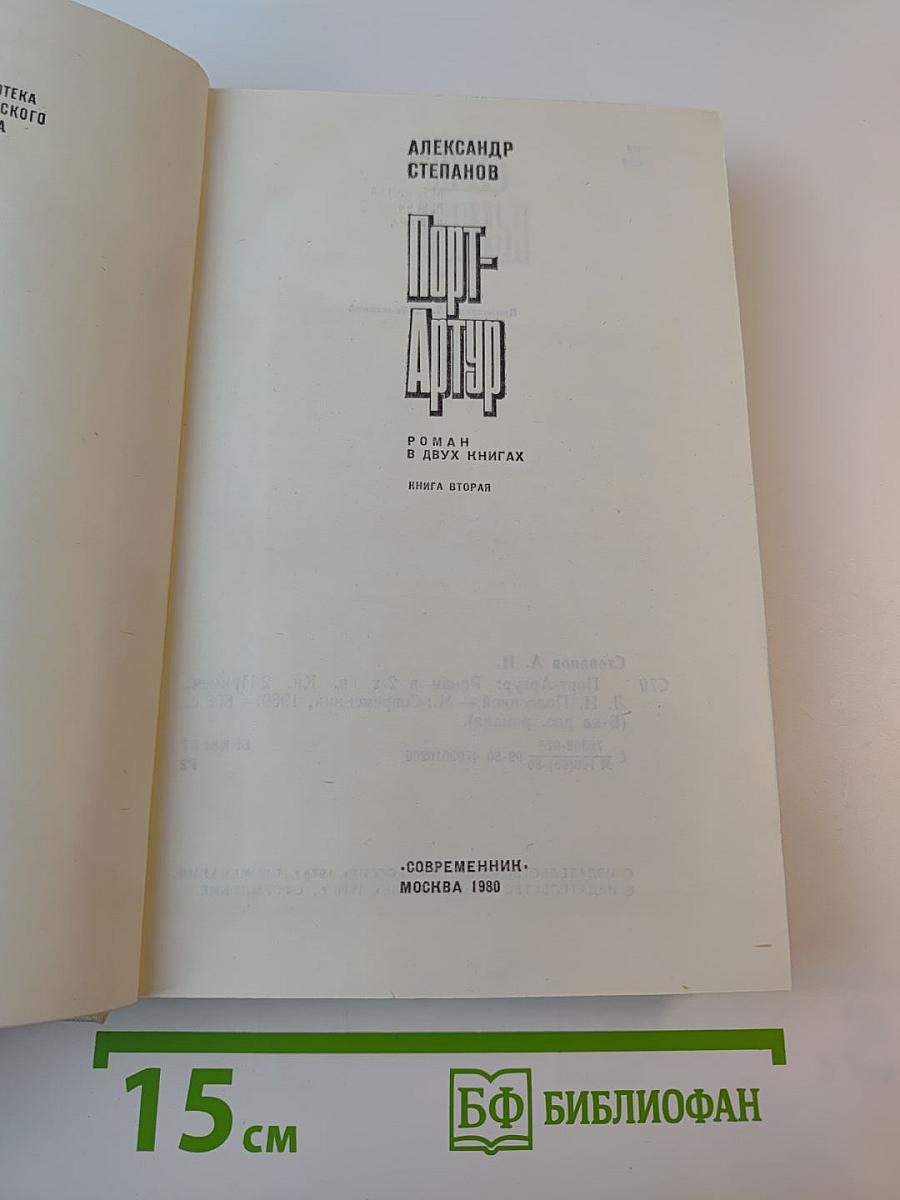 ОТЕКА
СКОГО
А
АЛЕКСАНДР
СТЕПАНОВ
Порт-
Артур
РОМАН
В ДВУХ КНИГАХ
КНИГА ВТОРАЯ
«СОВРЕМЕННИК»
МОСКВА 1980
15 см
БФ БИБЛИОФАН